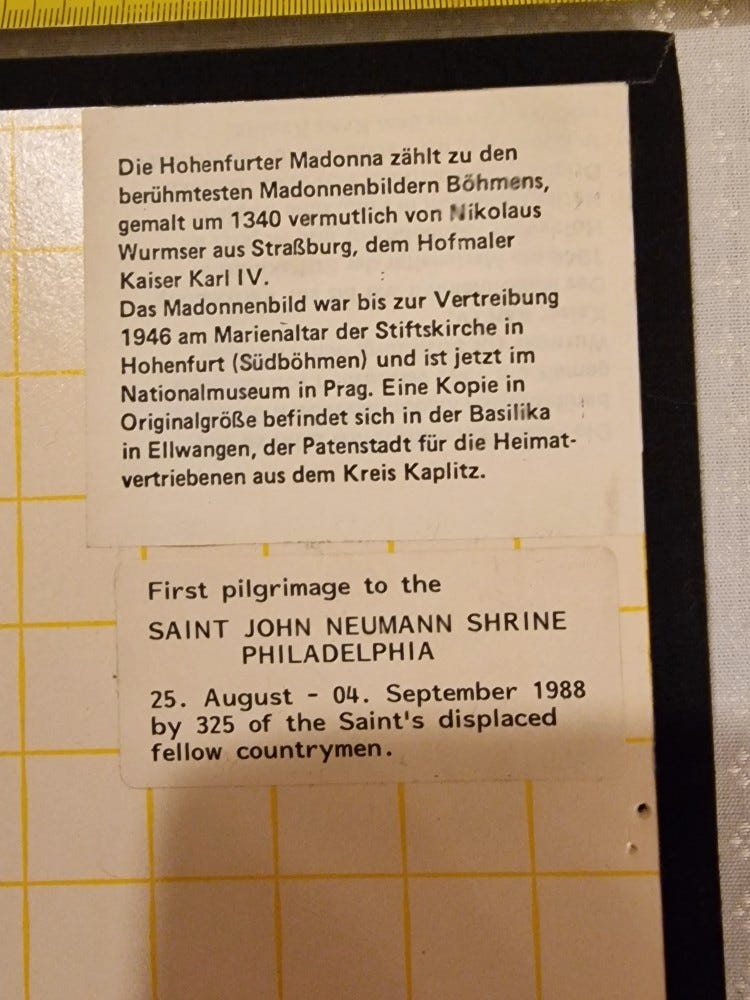 Die Hohenfurter Madonna zählt zu den
berühmtesten Madonnenbildern Böhmens,
gemalt um 1340 vermutlich von Nikolaus
Wurmser aus Straßburg, dem Hofmaler
Kaiser Karl IV.
Das Madonnenbild war bis zur Vertreibung
1946 am Marienaltar der Stiftskirche in
Hohenfurt (Südböhmen) und ist jetzt im
Nationalmuseum in Prag. Eine Kopie in
Originalgröße befindet sich in der Basilika
in Ellwangen, der Patenstadt für die Heimat-
vertriebenen aus dem Kreis Kaplitz.
First pilgrimage to the
SAINT JOHN NEUMANN SHRINE
PHILADELPHIA
25. August - 04. September 1988
by 325 of the Saint's displaced
fellow countrymen.